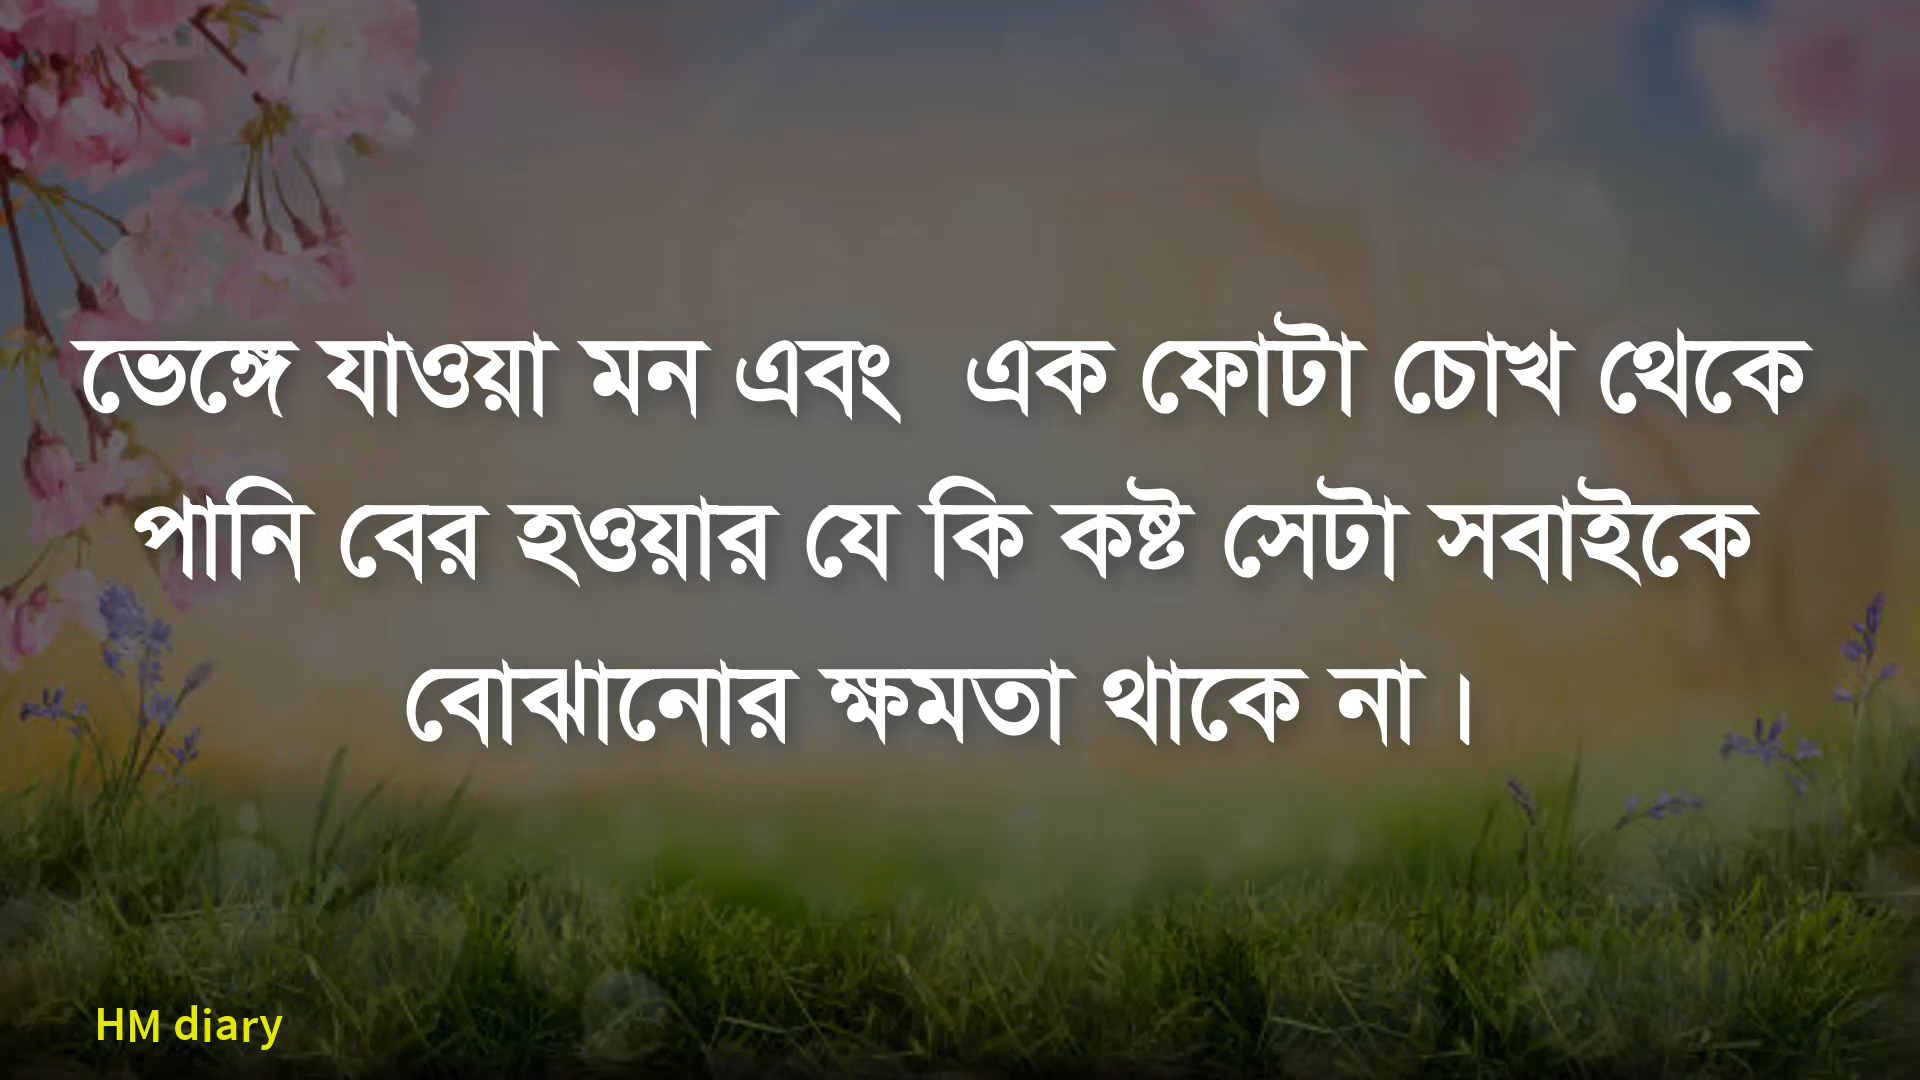 ভেঙ্গে যাওয়া মন এবং  এক ফোটা চোখ থেকে
পানি বের হওয়ার যে কি কষ্ট সেটা সবাইকে
বোঝানোর ক্ষমতা থাকে না।
HM diary